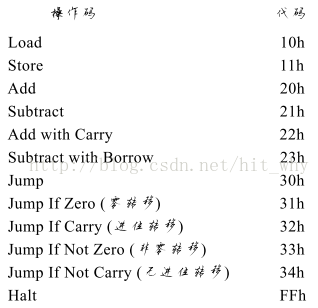 操作码 代码
Load 10h
Store 11h
Add 20h
Subtract 21h
Add with Carry 22h
Subtract with Borrow 23h
http://blog.csdn.net/hit_why
Jump 30h
Jump If Zero (零转移) 31h
Jump If Carry (进位转移) 32h
Jump If Not Zero (非零转移) 33h
Jump If Not Carry (无进位转移) 34h
Halt FFh